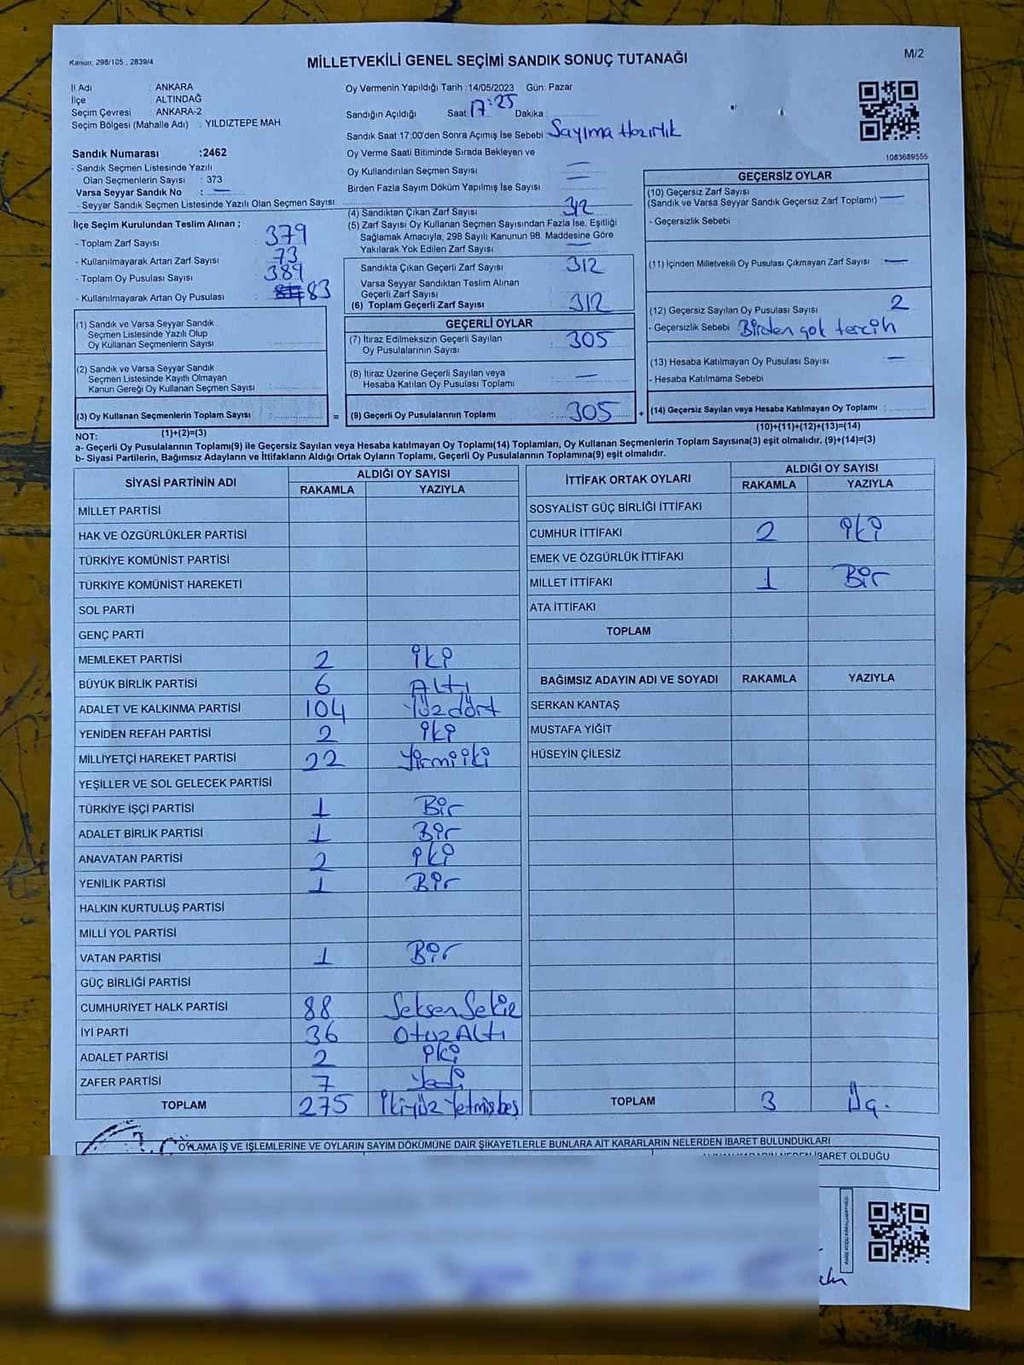 Kanun: 298/105 , 2839/4
MİLLETVEKİLİ GENEL SEÇİMİ SANDIK SONUÇ TUTANAĞI
M/2
İl Adı : ANKARA
İlçe : ALTINDAĞ
Seçim Çevresi : ANKARA-2
Seçim Bölgesi (Mahalle Adı) : YILDIZTEPE MAH
Sandık Numarası :2462
- Sandık Seçmen Listesinde Yazılı
Olan Seçmenlerin Sayısı : 373
Varsa Seyyar Sandık No : —
- Seyyar Sandık Seçmen Listesinde Yazılı Olan Seçmen Sayısı
İlçe Seçim Kurulundan Teslim Alınan ;
- Toplam Zarf Sayısı 379
- Kullanılmayarak Artan Zarf Sayısı 73
- Toplam Oy Pusulası Sayısı 389
- Kullanılmayarak Artan Oy Pusulası : 83
(1) Sandık ve Varsa Seyyar Sandık
Seçmen Listesinde Yazılı Olup
Oy Kullanan Seçmenlerin Sayısı
(2) Sandık ve Varsa Seyyar Sandık
Seçmen Listesinde Kayıtlı Olmayan
Kanun Gereği Oy Kullanan Seçmen Sayısı
(3) Oy Kullanan Seçmenlerin Toplam Sayısı
(1)+(2)=(3)
Oy Vermenin Yapıldığı Tarih :14/05/2023 Gün: Pazar
Sandığın Açıldığı Saat 17:25 Dakika
Sandık Saat 17:00'den Sonra Açımış İse Sebebi Sayıma Hazırlık
Oy Verme Saati Bitiminde Sırada Bekleyen ve
Oy Kullandırılan Seçmen Sayısı —
Birden Fazla Sayım Döküm Yapılmış İse Sayısı —
(4) Sandıktan Çıkan Zarf Sayısı 312
(5) Zarf Sayısı Oy Kullanan Seçmen Sayısından Fazla İse, Eşitliği
Sağlamak Amacıyla, 298 Sayılı Kanunun 98. Maddesine Göre
Yakılarak Yok Edilen Zarf Sayısı —
Sandıkta Çıkan Geçerli Zarf Sayısı 312
Varsa Seyyar Sandıktan Teslim Alınan
Geçerli Zarf Sayısı
(6) Toplam Geçerli Zarf Sayısı 312
GEÇERLİ OYLAR
(7) İtiraz Edilmeksizin Geçerli Sayılan
Oy Pusulalarının Sayısı 305
(8) İtiraz Üzerine Geçerli Sayılan veya
Hesaba Katılan Oy Pusulası Toplamı —
= (9) Geçerli Oy Pusulalarının Toplamı 305
1083689555
GEÇERSİZ OYLAR
(10) Geçersiz Zarf Sayısı
(Sandık ve Varsa Seyyar Sandık Geçersiz Zarf Toplamı) —
- Geçersizlik Sebebi
(11) İçinden Milletvekili Oy Pusulası Çıkmayan Zarf Sayısı —
(12) Geçersiz Sayılan Oy Pusulası Sayısı 2
- Geçersizlik Sebebi Birden çok tercih
(13) Hesaba Katılmayan Oy Pusulası Sayısı —
- Hesaba Katılmama Sebebi
+ (14) Geçersiz Sayılan veya Hesaba Katılmayan Oy Toplamı
(10)+(11)+(12)+(13)=(14)
NOT:
a- Geçerli Oy Pusulalarının Toplamı(9) ile Geçersiz Sayılan veya Hesaba katılmayan Oy Toplamı(14) Toplamları, Oy Kullanan Seçmenlerin Toplam Sayısına(3) eşit olmalıdır. (9)+(14)=(3)
b- Siyasi Partilerin, Bağımsız Adayların ve İttifakların Aldığı Ortak Oyların Toplamı, Geçerli Oy Pusulalarının Toplamına(9) eşit olmalıdır.
SİYASİ PARTİNİN ADI ALDIĞI OY SAYISI
RAKAMLA YAZIYLA
MİLLET PARTİSİ
HAK VE ÖZGÜRLÜKLER PARTİSİ
TÜRKİYE KOMÜNİST PARTİSİ
TÜRKİYE KOMÜNİST HAREKETİ
SOL PARTİ
GENÇ PARTİ
MEMLEKET PARTİSİ 2 İki
BÜYÜK BİRLİK PARTİSİ 6 Altı
ADALET VE KALKINMA PARTİSİ 104 Yüzdört
YENİDEN REFAH PARTİSİ 2 İki
MİLLİYETÇİ HAREKET PARTİSİ 22 Yirmiiki
YEŞİLLER VE SOL GELECEK PARTİSİ
TÜRKİYE İŞÇİ PARTİSİ 1 Bir
ADALET BİRLİK PARTİSİ 1 Bir
ANAVATAN PARTİSİ 2 İki
YENİLİK PARTİSİ 1 Bir
HALKIN KURTULUŞ PARTİSİ
MİLLİ YOL PARTİSİ
VATAN PARTİSİ 1 Bir
GÜÇ BİRLİĞİ PARTİSİ
CUMHURİYET HALK PARTİSİ 88 SeksenSekiz
İYİ PARTİ 36 OtuzAltı
ADALET PARTİSİ 2 İki
ZAFER PARTİSİ 7 Yedi
TOPLAM 275 İkiyüzYetmişbeş
İTTİFAK ORTAK OYLARI ALDIĞI OY SAYISI
RAKAMLA YAZIYLA
SOSYALİST GÜÇ BİRLİĞİ İTTİFAKI
CUMHUR İTTİFAKI 2 İki
EMEK VE ÖZGÜRLÜK İTTİFAKI
MİLLET İTTİFAKI 1 Bir
ATA İTTİFAKI
TOPLAM
BAĞIMSIZ ADAYIN ADI VE SOYADI RAKAMLA YAZIYLA
SERKAN KANTAŞ
MUSTAFA YİĞİT
HÜSEYİN ÇİLESİZ
TOPLAM 3 Üç.
OYLAMA İŞ VE İŞLEMLERİNE VE OYLARIN SAYIM DÖKÜMÜNE DAİR ŞİKAYETLERLE BUNLARA AİT KARARLARIN NELERDEN İBARET BULUNDUKLARI
İBARET OLDUĞU